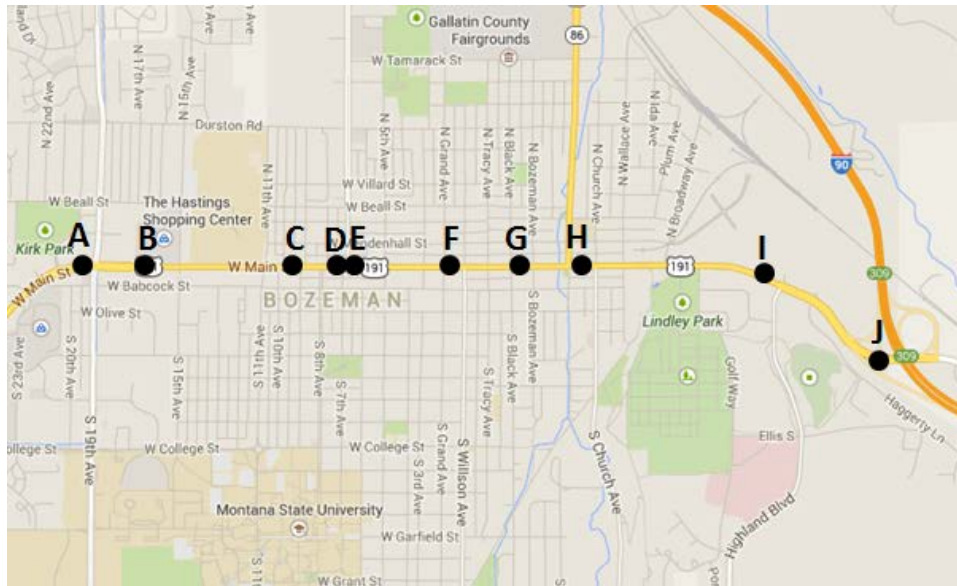 Gallatin County
Fairgrounds
86
W Tamarack St
N 22nd Ave
N 17th Ave
N 15th Ave
Durston Rd
N 11th Ave
N 5th Ave
N Grand Ave
N Tracy Ave
N Black Ave
N Bozeman Ave
N Church Ave
N Wallace Ave
N Ida Ave
Plum Ave
N Broadway Ave
90
W Villard St
W Beall St
W Beall St
The Hastings
Shopping Center
Kirk Park
A
B
C
D
E
F
G
H
I
J
W Main St
W Main
191
191
W Babcock St
W Olive St
BOZEMAN
Lindley Park
309
309
S 23rd Ave
S 20th Ave
S 19th Ave
S 15th Ave
S 11th Ave
S 10th Ave
S 8th Ave
S 7th Ave
S Tracy Ave
S Black Ave
S Bozeman Ave
Golf Way
Haggerty Ln
W College St
W College St
Ellis S
S Grand Ave
S 3rd Ave
S Willson Ave
S Church Ave
Highland Blvd
Montana State University
W Garfield St
W Grant St